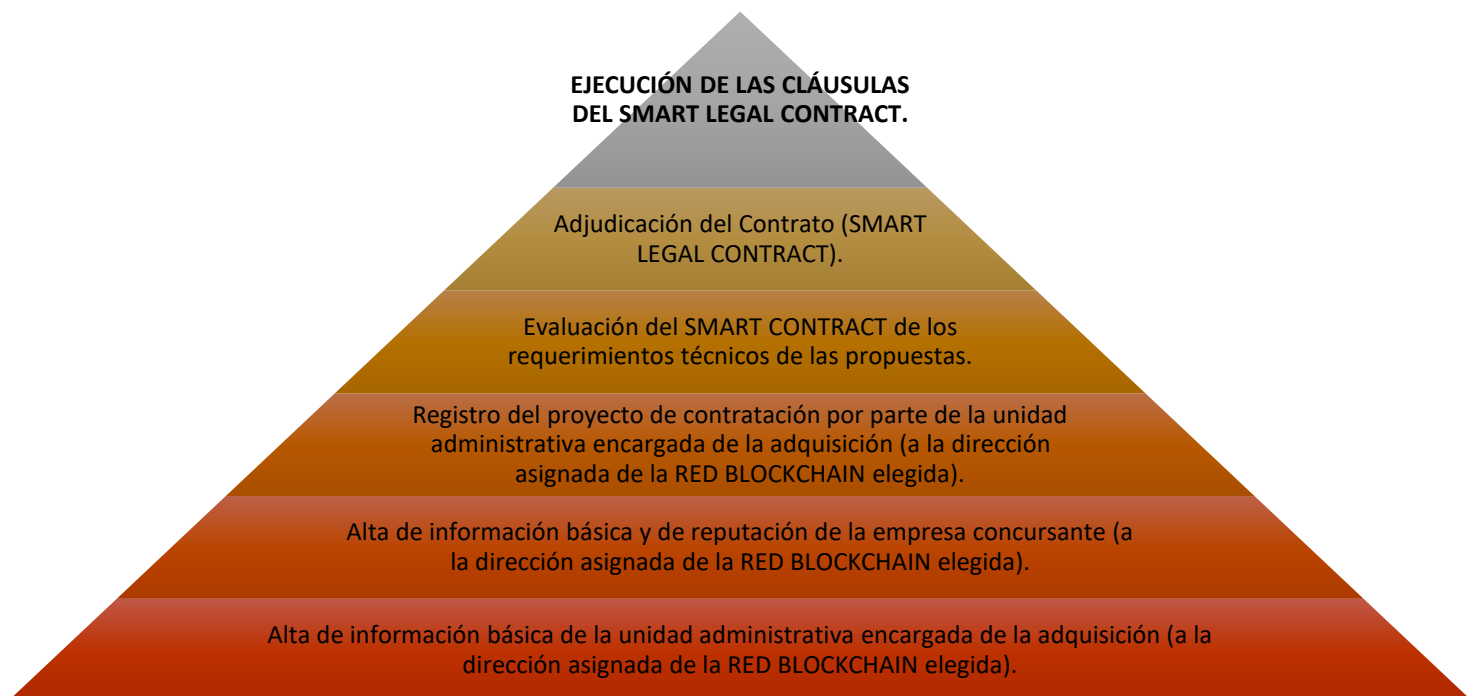 EJECUCIÓN DE LAS CLÁUSULAS
DEL SMART LEGAL CONTRACT.
Adjudicación del Contrato (SMART
LEGAL CONTRACT).
Evaluación del SMART CONTRACT de los
requerimientos técnicos de las propuestas.
Registro del proyecto de contratación por parte de la unidad
administrativa encargada de la adquisición (a la dirección
asignada de la RED BLOCKCHAIN elegida).
Alta de información básica y de reputación de la empresa concursante (a
la dirección asignada de la RED BLOCKCHAIN elegida).
Alta de información básica de la unidad administrativa encargada de la adquisición (a la
dirección asignada de la RED BLOCKCHAIN elegida).